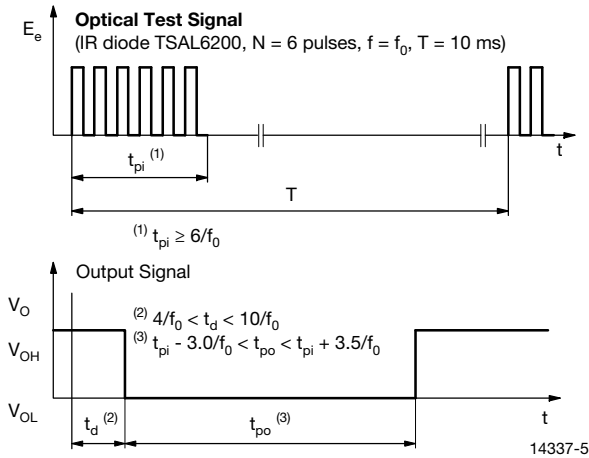 Optical Test Signal
(IR diode TSAL6200, N = 6 pulses, f = f₀, T = 10 ms)
Eₑ
t
tₚᵢ ⁽¹⁾
T
⁽¹⁾ tₚᵢ ≥ 6/f₀
Output Signal
V_O
⁽²⁾ 4/f₀ < t_d < 10/f₀
⁽³⁾ tₚᵢ - 3.0/f₀ < tₚₒ < tₚᵢ + 3.5/f₀
V_OH
V_OL
t_d ⁽²⁾
tₚₒ ⁽³⁾
t
14337-5